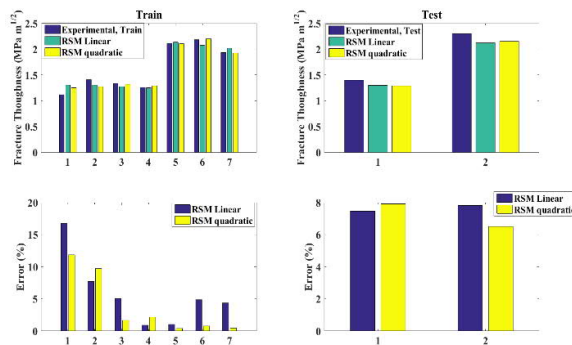 Train
Fracture Thoughness (MPa m^1/2)
2.5
2
1.5
1
0.5
0
Experimental, Train
RSM Linear
RSM quadratic
1 2 3 4 5 6 7
Test
Fracture Thoughness (MPa m^1/2)
2.5
2
1.5
1
0.5
0
Experimental, Test
RSM Linear
RSM quadratic
1 2
Error (%)
20
15
10
5
0
RSM Linear
RSM quadratic
1 2 3 4 5 6 7
Error (%)
8
6
4
2
0
RSM Linear
RSM quadratic
1 2